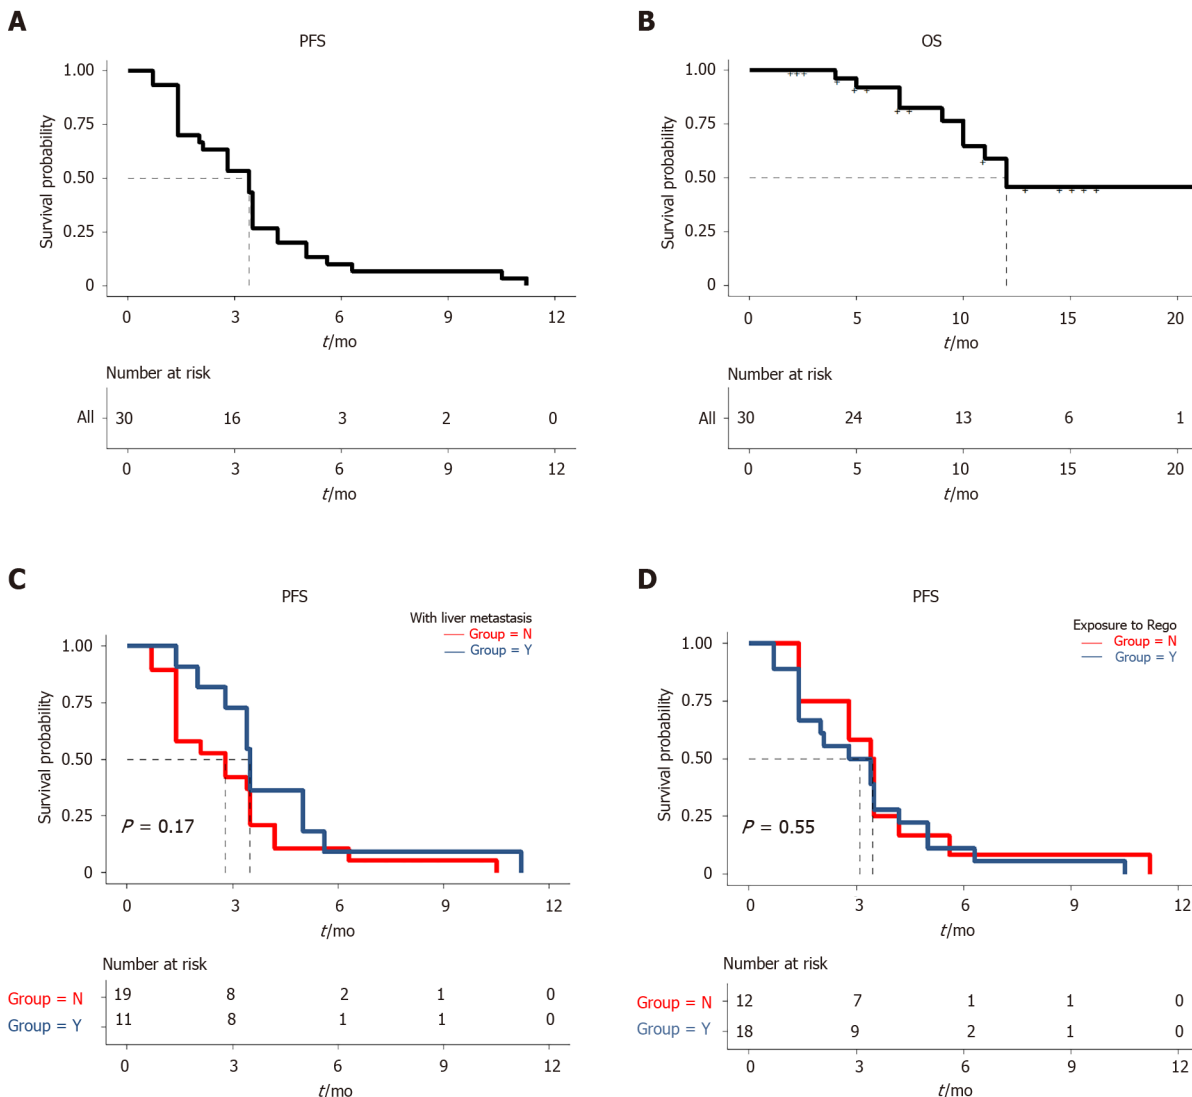 A
PFS
Survival probability
1.00
0.75
0.50
0.25
0
0 3 6 9 12
t/mo
Number at risk
All 30 16 3 2 0
0 3 6 9 12
t/mo
B
OS
Survival probability
1.00
0.75
0.50
0.25
0
0 5 10 15 20
t/mo
Number at risk
All 30 24 13 6 1
0 5 10 15 20
t/mo
C
PFS
With liver metastasis
Group = N
Group = Y
Survival probability
1.00
0.75
0.50
0.25
0
P = 0.17
0 3 6 9 12
t/mo
Number at risk
Group = N 19 8 2 1 0
Group = Y 11 8 1 1 0
0 3 6 9 12
t/mo
D
PFS
Exposure to Rego
Group = N
Group = Y
Survival probability
1.00
0.75
0.50
0.25
0
P = 0.55
0 3 6 9 12
t/mo
Number at risk
Group = N 12 7 1 1 0
Group = Y 18 9 2 1 0
0 3 6 9 12
t/mo